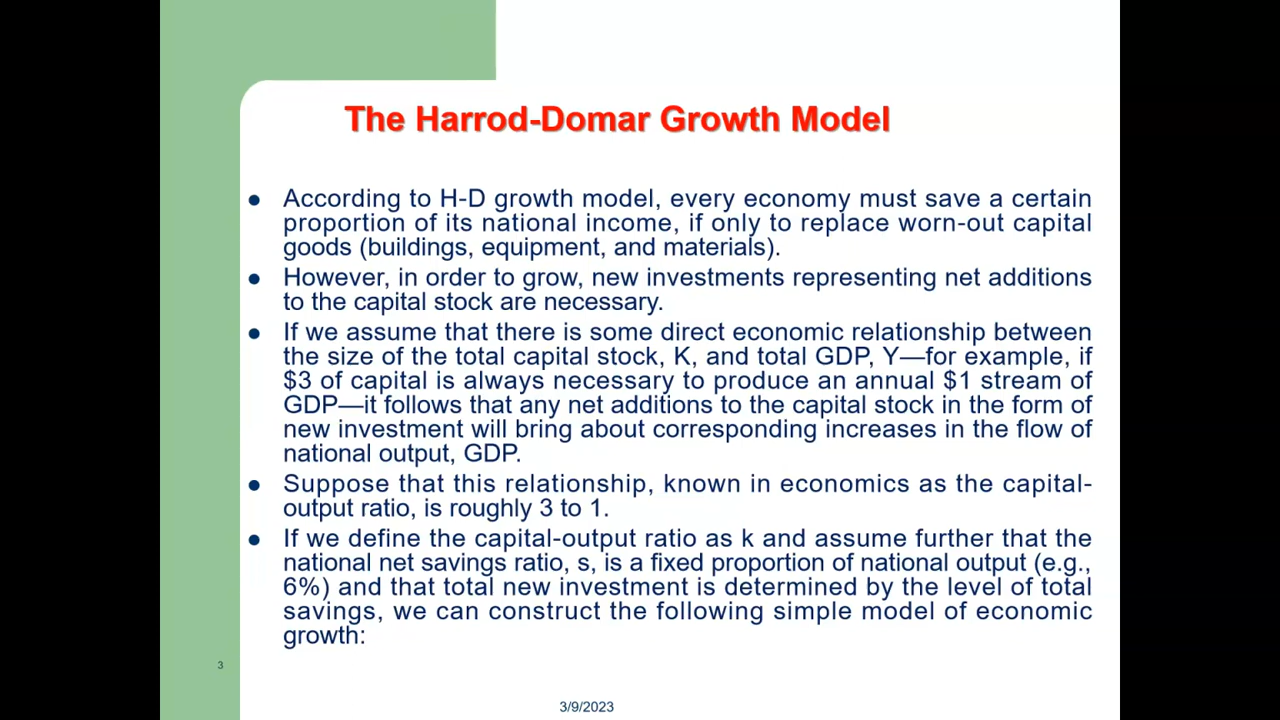 The Harrod-Domar Growth Model
● According to H-D growth model, every economy must save a certain
proportion of its national income, if only to replace worn-out capital
goods (buildings, equipment, and materials).
● However, in order to grow, new investments representing net additions
to the capital stock are necessary.
● If we assume that there is some direct economic relationship between
the size of the total capital stock, K, and total GDP, Y—for example, if
$3 of capital is always necessary to produce an annual $1 stream of
GDP—it follows that any net additions to the capital stock in the form of
new investment will bring about corresponding increases in the flow of
national output, GDP.
● Suppose that this relationship, known in economics as the capital-
output ratio, is roughly 3 to 1.
● If we define the capital-output ratio as k and assume further that the
national net savings ratio, s, is a fixed proportion of national output (e.g.,
6%) and that total new investment is determined by the level of total
savings, we can construct the following simple model of economic
growth:
3
3/9/2023